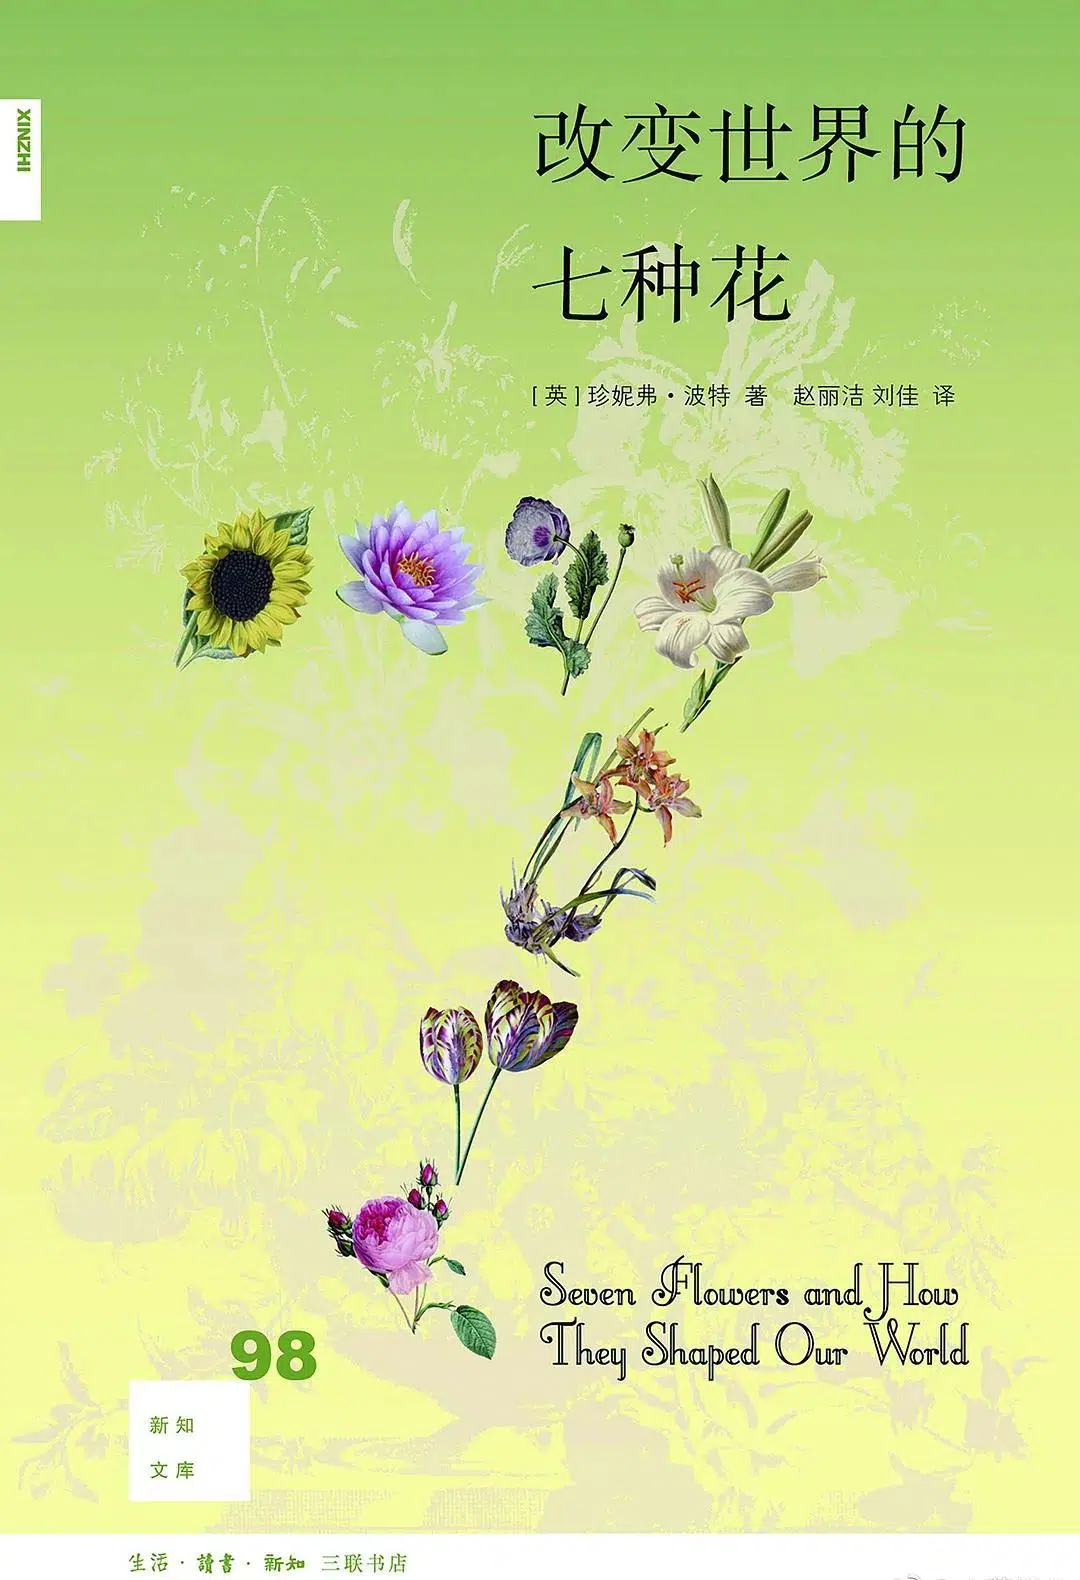 XINZHI
改变世界的
七种花
[英]珍妮弗·波特 著 赵丽洁 刘佳 译
Seven Flowers and How
They Shaped Our World
98
新知
文库
生活·讀書·新知 三联书店